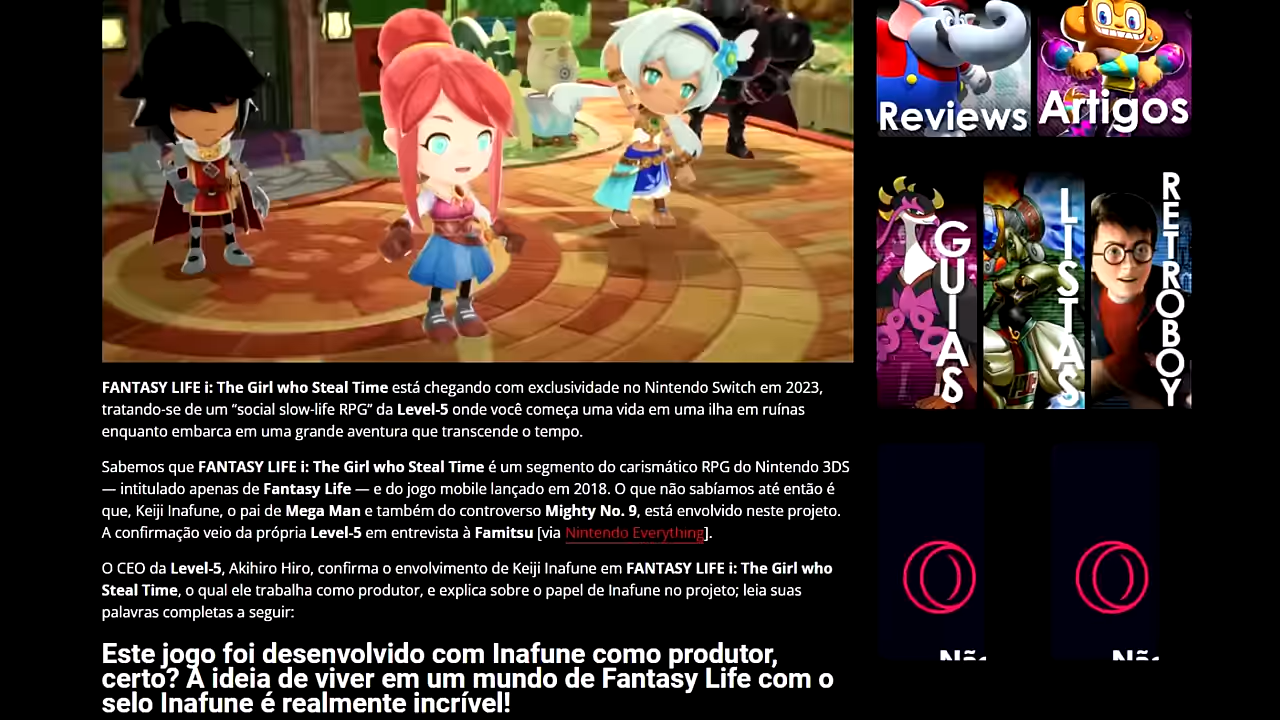 Reviews
Artigos
GUIAS
LISTAS
RETROBOY
FANTASY LIFE i: The Girl who Steal Time está chegando com exclusividade no Nintendo Switch em 2023,
tratando-se de um “social slow-life RPG” da Level-5 onde você começa uma vida em uma ilha em ruínas
enquanto embarca em uma grande aventura que transcende o tempo.
Sabemos que FANTASY LIFE i: The Girl who Steal Time é um segmento do carismático RPG do Nintendo 3DS
— intitulado apenas de Fantasy Life — e do jogo mobile lançado em 2018. O que não sabíamos até então é
que, Keiji Inafune, o pai de Mega Man e também do controverso Mighty No. 9, está envolvido neste projeto.
A confirmação veio da própria Level-5 em entrevista à Famitsu [via Nintendo Everything].
O CEO da Level-5, Akihiro Hiro, confirma o envolvimento de Keiji Inafune em FANTASY LIFE i: The Girl who
Steal Time, o qual ele trabalha como produtor, e explica sobre o papel de Inafune no projeto; leia suas
palavras completas a seguir:
Este jogo foi desenvolvido com Inafune como produtor,
certo? A ideia de viver em um mundo de Fantasy Life com o
selo Inafune é realmente incrível!